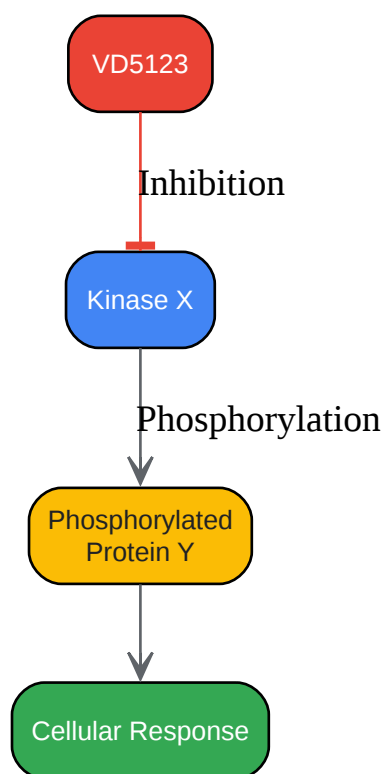 VD5123
Inhibition
Kinase X
Phosphorylation
Phosphorylated
Protein Y
Cellular Response